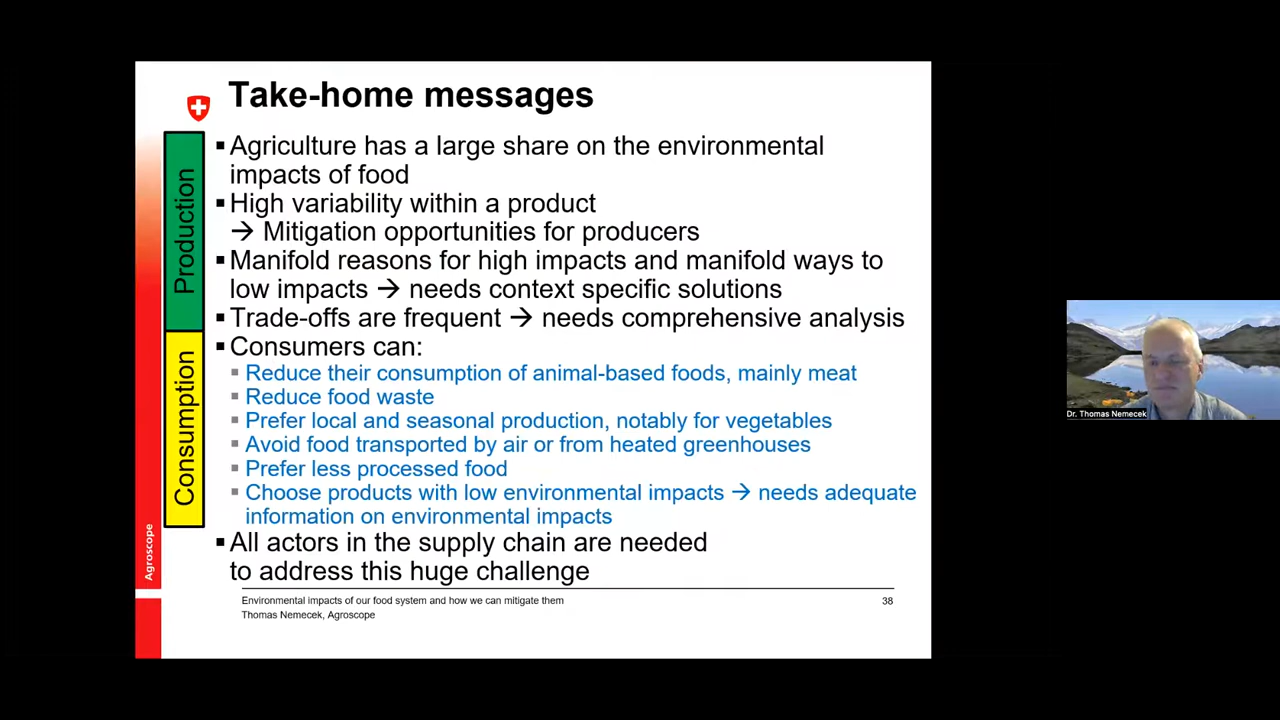 Take-home messages
Production
▪ Agriculture has a large share on the environmental
impacts of food
▪ High variability within a product
→ Mitigation opportunities for producers
▪ Manifold reasons for high impacts and manifold ways to
low impacts → needs context specific solutions
▪ Trade-offs are frequent → needs comprehensive analysis
Consumption
▪ Consumers can:
▪ Reduce their consumption of animal-based foods, mainly meat
▪ Reduce food waste
▪ Prefer local and seasonal production, notably for vegetables
▪ Avoid food transported by air or from heated greenhouses
▪ Prefer less processed food
▪ Choose products with low environmental impacts → needs adequate
information on environmental impacts
▪ All actors in the supply chain are needed
to address this huge challenge
Agroscope
Environmental impacts of our food system and how we can mitigate them
38
Thomas Nemecek, Agroscope
Dr. Thomas Nemecek